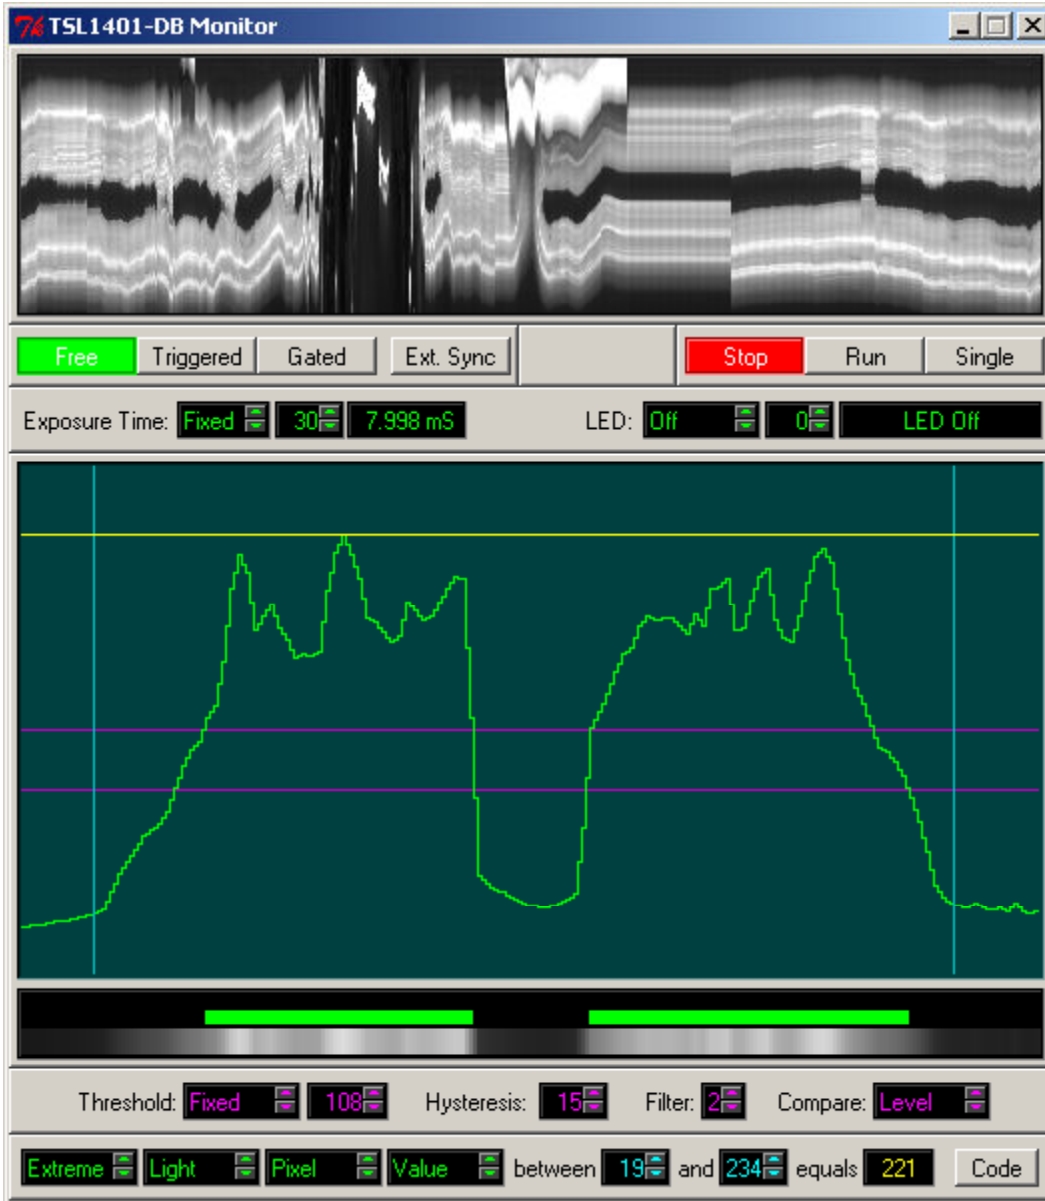 TSL1401-DB Monitor
Free Triggered Gated Ext. Sync Stop Run Single
Exposure Time: Fixed 30 7.998 mS LED: Off 0 LED Off
Threshold: Fixed 108 Hysteresis: 15 Filter: 2 Compare: Level
Extreme Light Pixel Value between 19 and 234 equals 221 Code